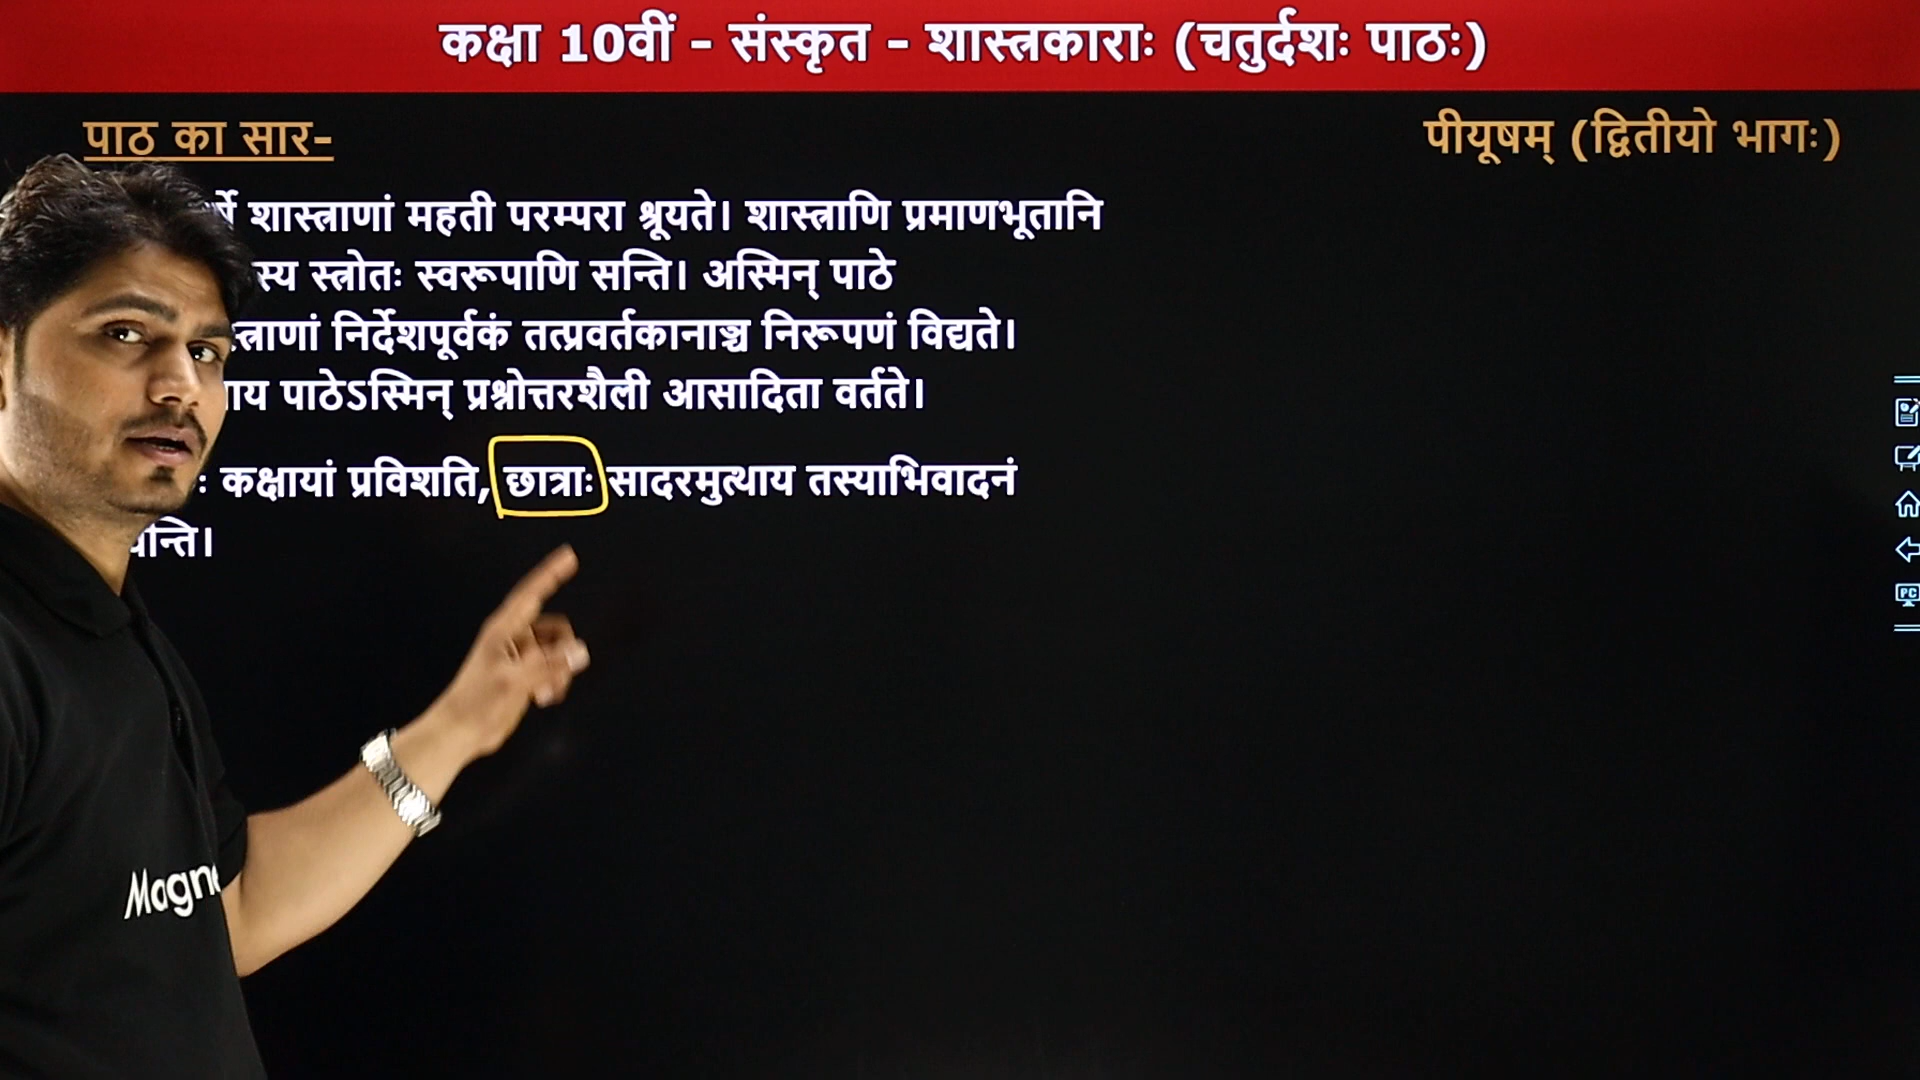 कक्षा 10वीं - संस्कृत - शास्त्रकाराः (चतुर्दशः पाठः)
पाठ का सार-
पीयूषम् (द्वितीयो भागः)
शास्त्राणां महती परम्परा श्रूयते। शास्त्राणि प्रमाणभूतानि
स्त्रोतः स्वरूपाणि सन्ति। अस्मिन् पाठे
निर्देशपूर्वकं तत्प्रवर्तकानाञ्च निरूपणं विद्यते।
पाठेऽस्मिन् प्रश्नोत्तरशैली आसादिता वर्तते।
कक्षायां प्रविशति, छात्राः सादरमुत्थाय तस्याभिवादनं
PC